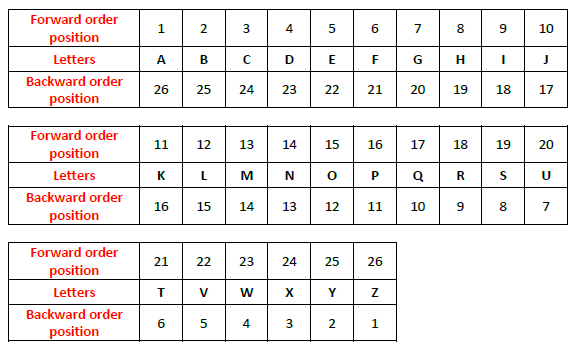 Forward order position 1 2 3 4 5 6 7 8 9 10
Letters A B C D E F G H I J
Backward order position 26 25 24 23 22 21 20 19 18 17
Forward order position 11 12 13 14 15 16 17 18 19 20
Letters K L M N O P Q R S U
Backward order position 16 15 14 13 12 11 10 9 8 7
Forward order position 21 22 23 24 25 26
Letters T V W X Y Z
Backward order position 6 5 4 3 2 1